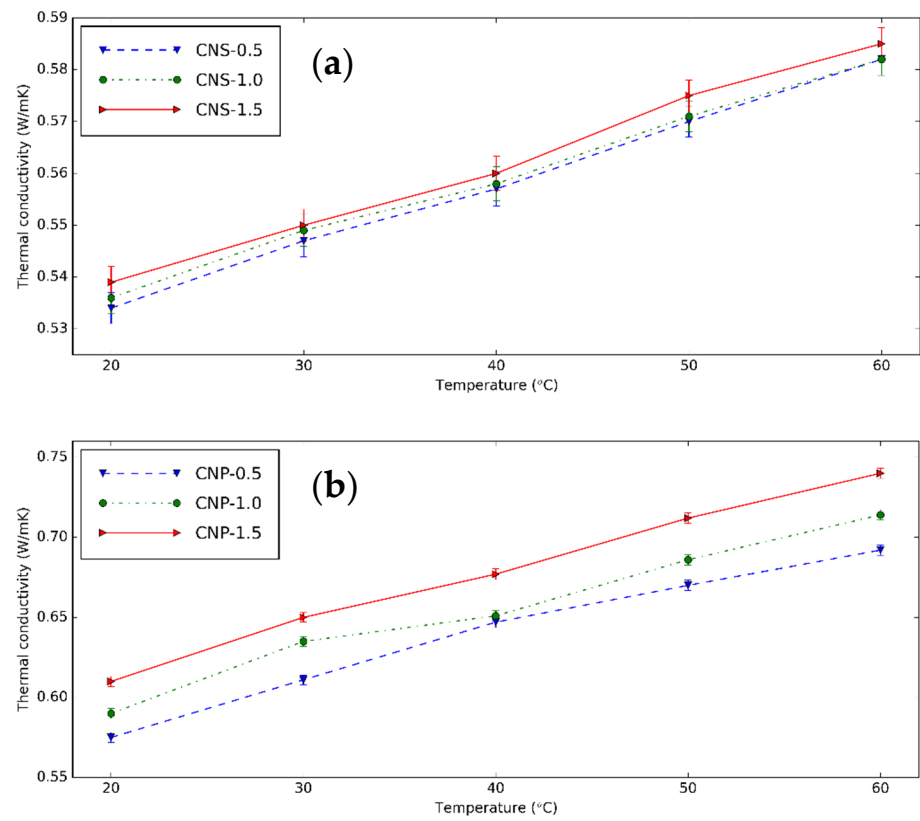 (a)
CNS-0.5
CNS-1.0
CNS-1.5
Thermal conductivity (W/mK)
0.59
0.58
0.57
0.56
0.55
0.54
0.53
20 30 40 50 60
Temperature (°C)
(b)
CNP-0.5
CNP-1.0
CNP-1.5
Thermal conductivity (W/mK)
0.75
0.70
0.65
0.60
0.55
20 30 40 50 60
Temperature (°C)